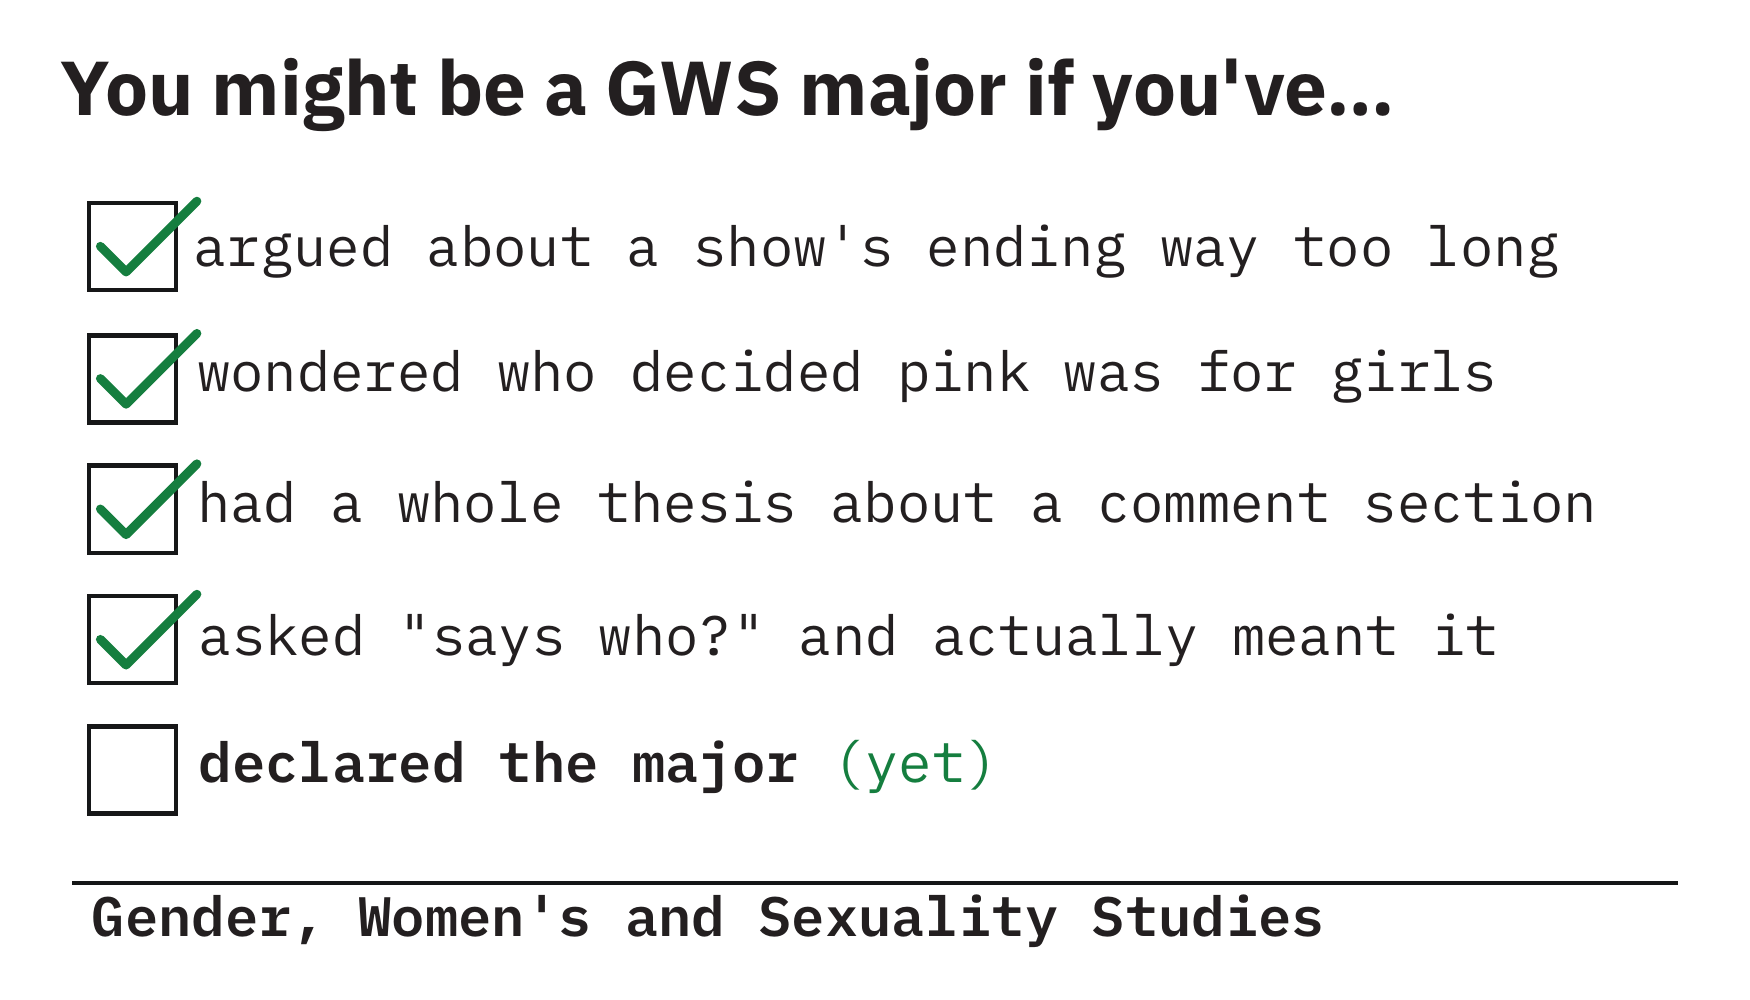 You might be a GWS major if you've...
argued about a show's ending way too long
wondered who decided pink was for girls
had a whole thesis about a comment section
asked "says who?" and actually meant it
declared the major (yet)
Gender, Women's and Sexuality Studies